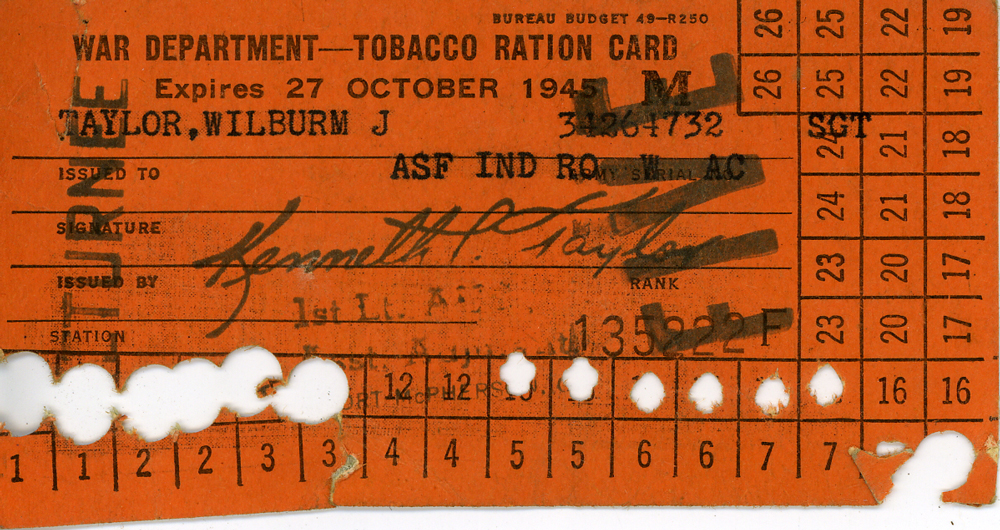 BUREAU BUDGET 49—R250
WAR DEPARTMENT—TOBACCO RATION CARD
Expires 27 OCTOBER 1945 M
TAYLOR,WILBURM J 34264732 SGT
ISSUED TO ASF IND RO W AC
ARMY SERIAL
SIGNATURE
Kenneth C. Taylor
ISSUED BY RANK
1st Lt.
STATION 135222 F
FORT McPHERSON, GA.
26 25 22 19
26 25 22 19
24 21 18
24 21 18
23 20 17
23 20 17
12 12 16 16
1 1 2 2 3 3 4 4 5 5 6 6 7 7